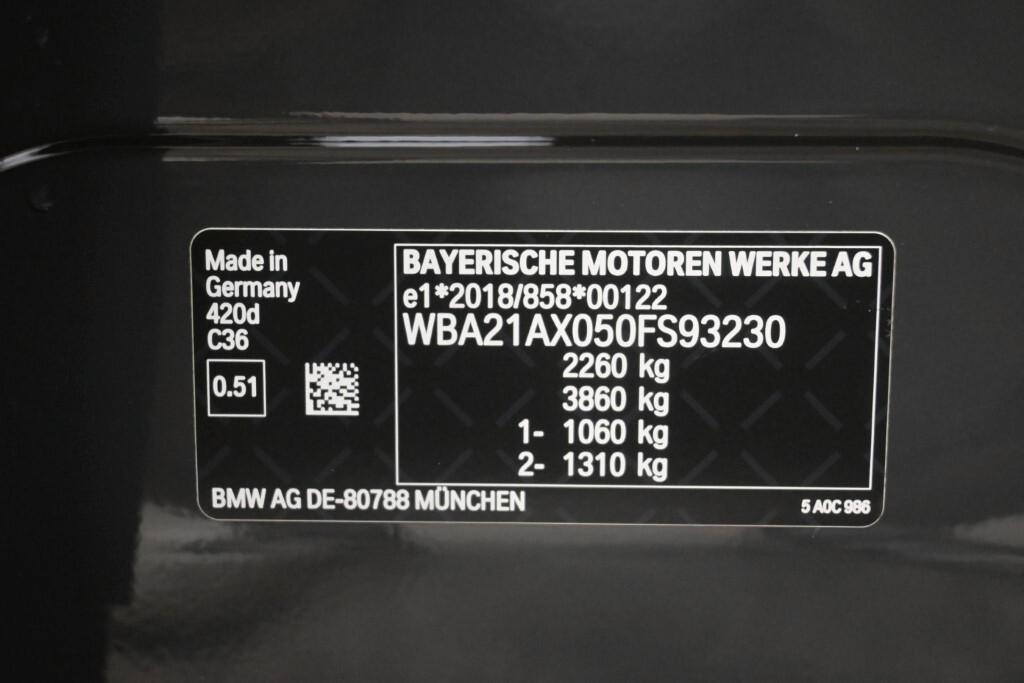 Made in
Germany
420d
C36
0.51
BAYERISCHE MOTOREN WERKE AG
e1*2018/858*00122
WBA21AX050FS93230
2260 kg
3860 kg
1- 1060 kg
2- 1310 kg
BMW AG DE-80788 MÜNCHEN
5 A0C 986